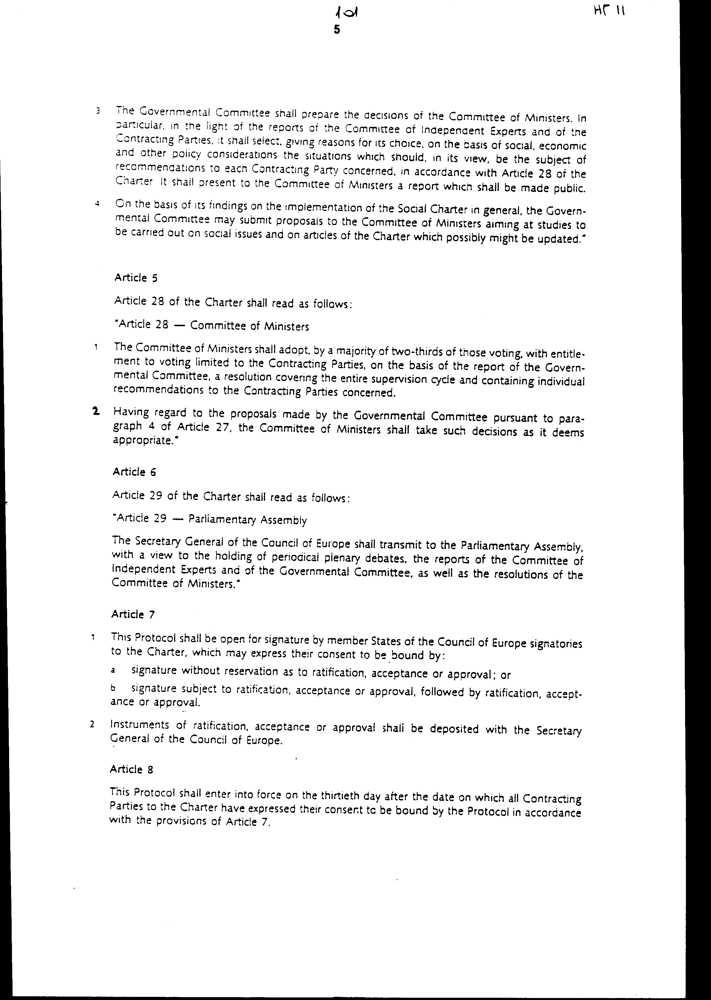 101
HΓ 11
5
3 The Governmental Committee shall prepare the decisions of the Committee of Ministers. In
particular, in the light of the reports of the Committee of Independent Experts and of the
Contracting Parties, it shall select, giving reasons for its choice, on the basis of social, economic
and other policy considerations the situations which should, in its view, be the subject of
recommendations to each Contracting Party concerned, in accordance with Article 28 of the
Charter It shall present to the Committee of Ministers a report which shall be made public.
4 On the basis of its findings on the implementation of the Social Charter in general, the Govern-
mental Committee may submit proposals to the Committee of Ministers aiming at studies to
be carried out on social issues and on articles of the Charter which possibly might be updated."
Article 5
Article 28 of the Charter shall read as follows:
"Article 28 — Committee of Ministers
1 The Committee of Ministers shall adopt, by a majority of two-thirds of those voting, with entitle-
ment to voting limited to the Contracting Parties, on the basis of the report of the Govern-
mental Committee, a resolution covering the entire supervision cycle and containing individual
recommendations to the Contracting Parties concerned.
2 Having regard to the proposals made by the Governmental Committee pursuant to para-
graph 4 of Article 27, the Committee of Ministers shall take such decisions as it deems
appropriate."
Article 6
Article 29 of the Charter shall read as follows:
"Article 29 — Parliamentary Assembly
The Secretary General of the Council of Europe shall transmit to the Parliamentary Assembly,
with a view to the holding of periodical plenary debates, the reports of the Committee of
Independent Experts and of the Governmental Committee, as well as the resolutions of the
Committee of Ministers."
Article 7
1 This Protocol shall be open for signature by member States of the Council of Europe signatories
to the Charter, which may express their consent to be bound by:
a signature without reservation as to ratification, acceptance or approval; or
b signature subject to ratification, acceptance or approval, followed by ratification, accept-
ance or approval.
2 Instruments of ratification, acceptance or approval shall be deposited with the Secretary
General of the Council of Europe.
Article 8
This Protocol shall enter into force on the thirtieth day after the date on which all Contracting
Parties to the Charter have expressed their consent to be bound by the Protocol in accordance
with the provisions of Article 7.